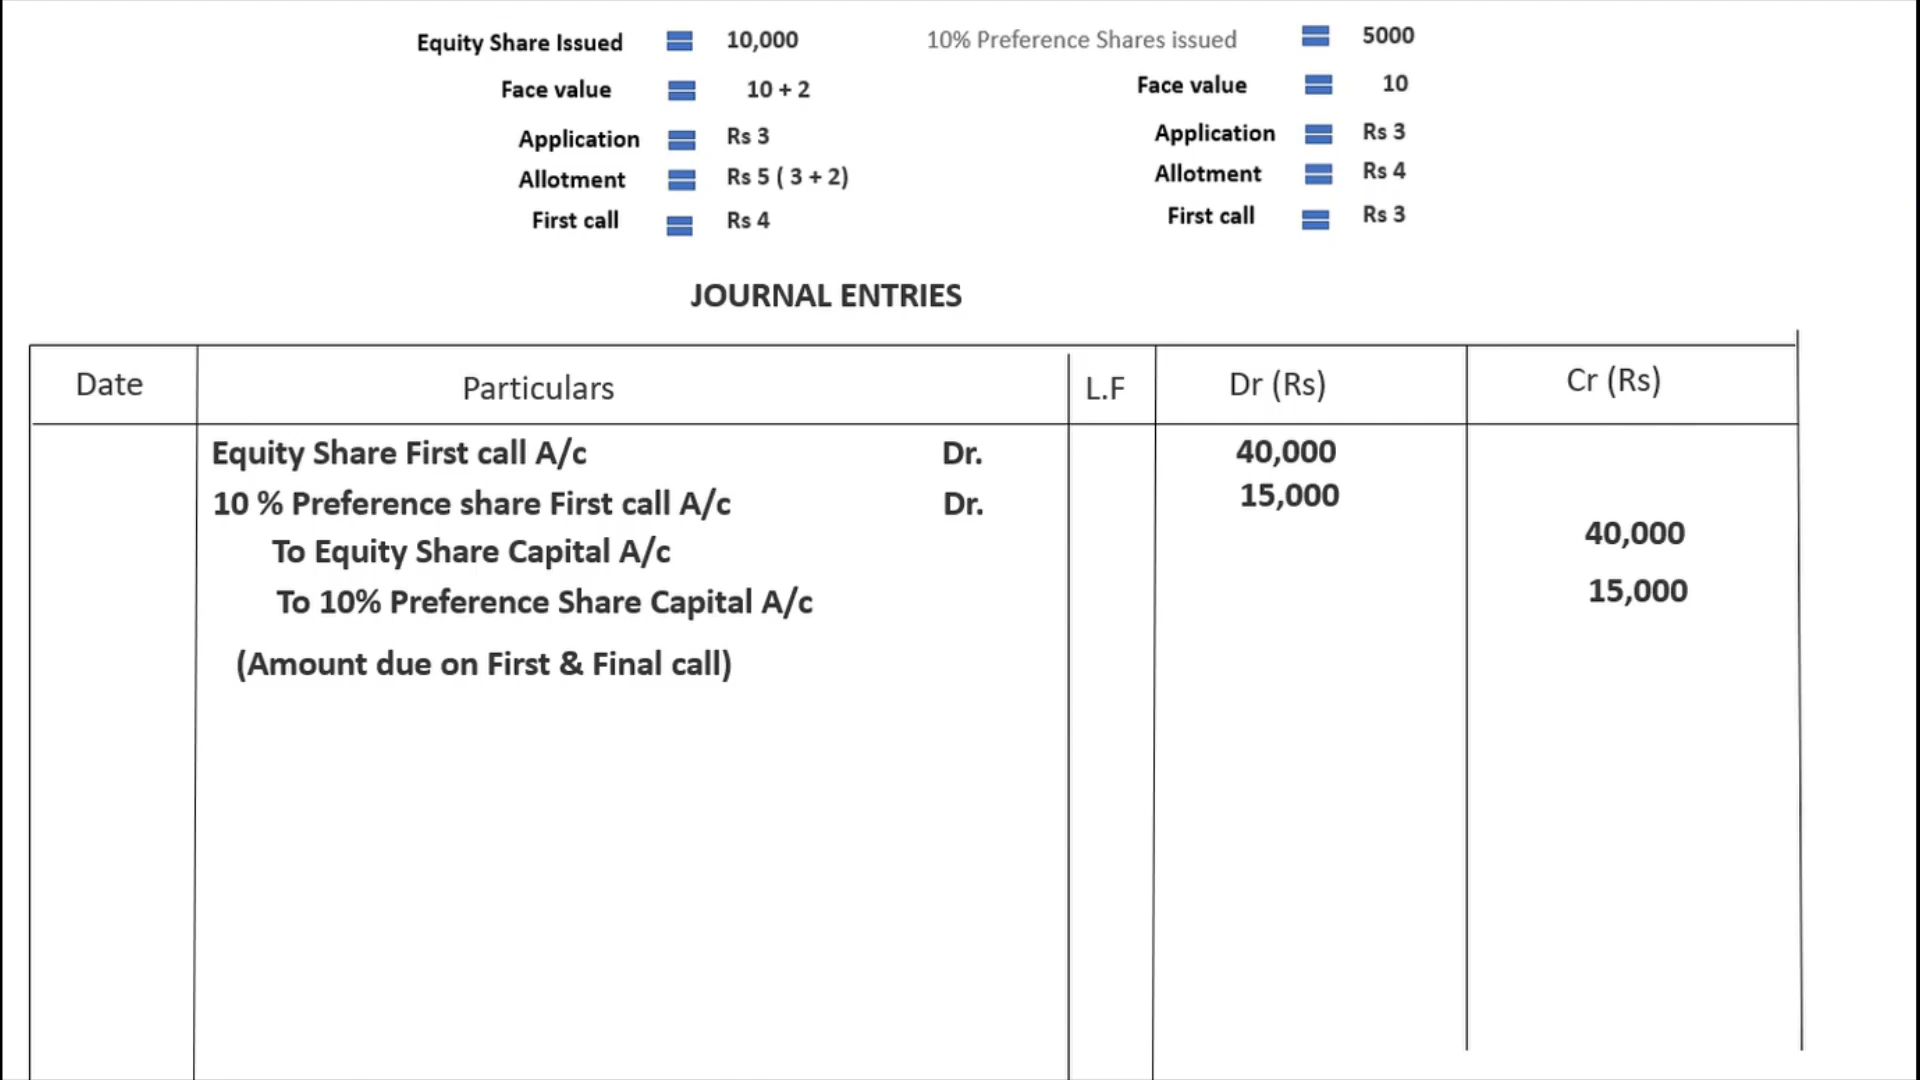 Equity Share Issued 10,000
Face value 10 + 2
Application Rs 3
Allotment Rs 5 ( 3 + 2)
First call Rs 4
10% Preference Shares issued 5000
Face value 10
Application Rs 3
Allotment Rs 4
First call Rs 3
JOURNAL ENTRIES
Date Particulars L.F Dr (Rs) Cr (Rs)
Equity Share First call A/c Dr. 40,000
10 % Preference share First call A/c Dr. 15,000
To Equity Share Capital A/c 40,000
To 10% Preference Share Capital A/c 15,000
(Amount due on First & Final call)